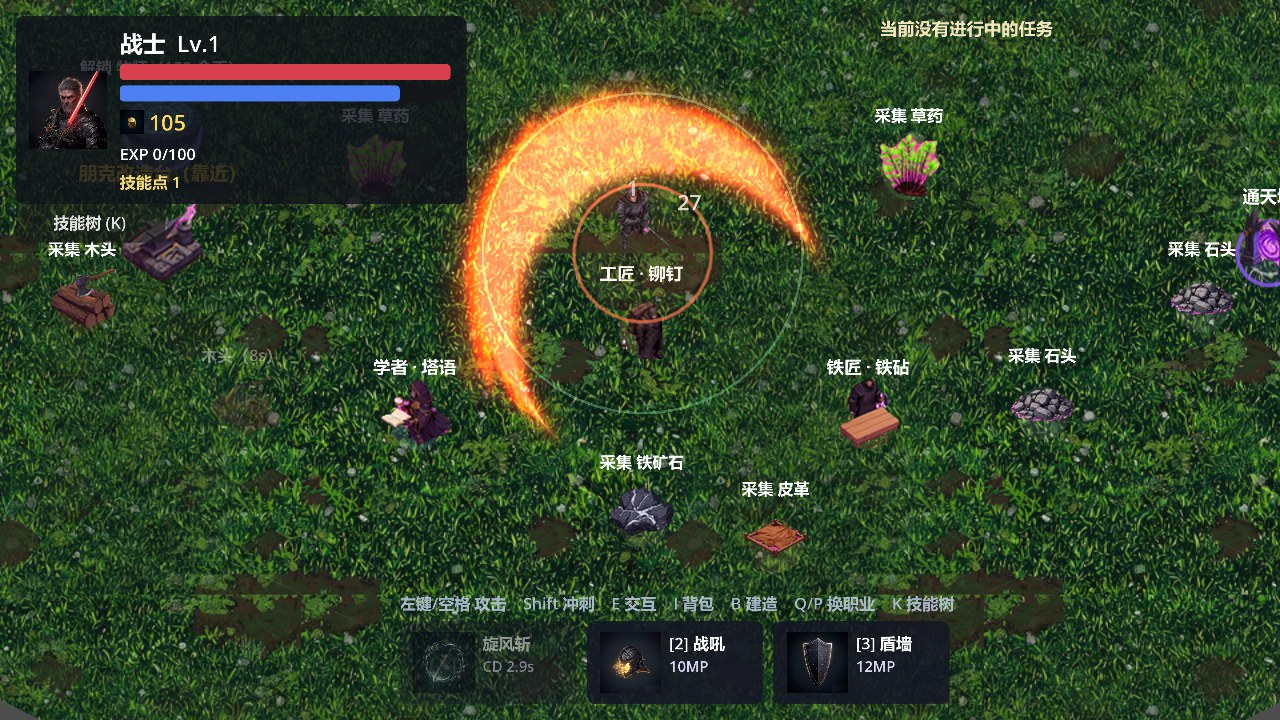 战士 Lv.1
105
EXP 0/100
技能点 1
当前没有进行中的任务
采集 草药
采集 草药
技能树 (K)
采集 木头
27
工匠 · 铆钉
采集 石头
木头 (8s)
学者 · 塔语
铁匠 · 铁砧
采集 石头
采集 铁矿石
采集 皮革
左键/空格 攻击 Shift 冲刺 E 交互 I 背包 B 建造 Q/P 换职业 K 技能树
旋风斩
CD 2.9s
[2] 战吼
10MP
[3] 盾墙
12MP